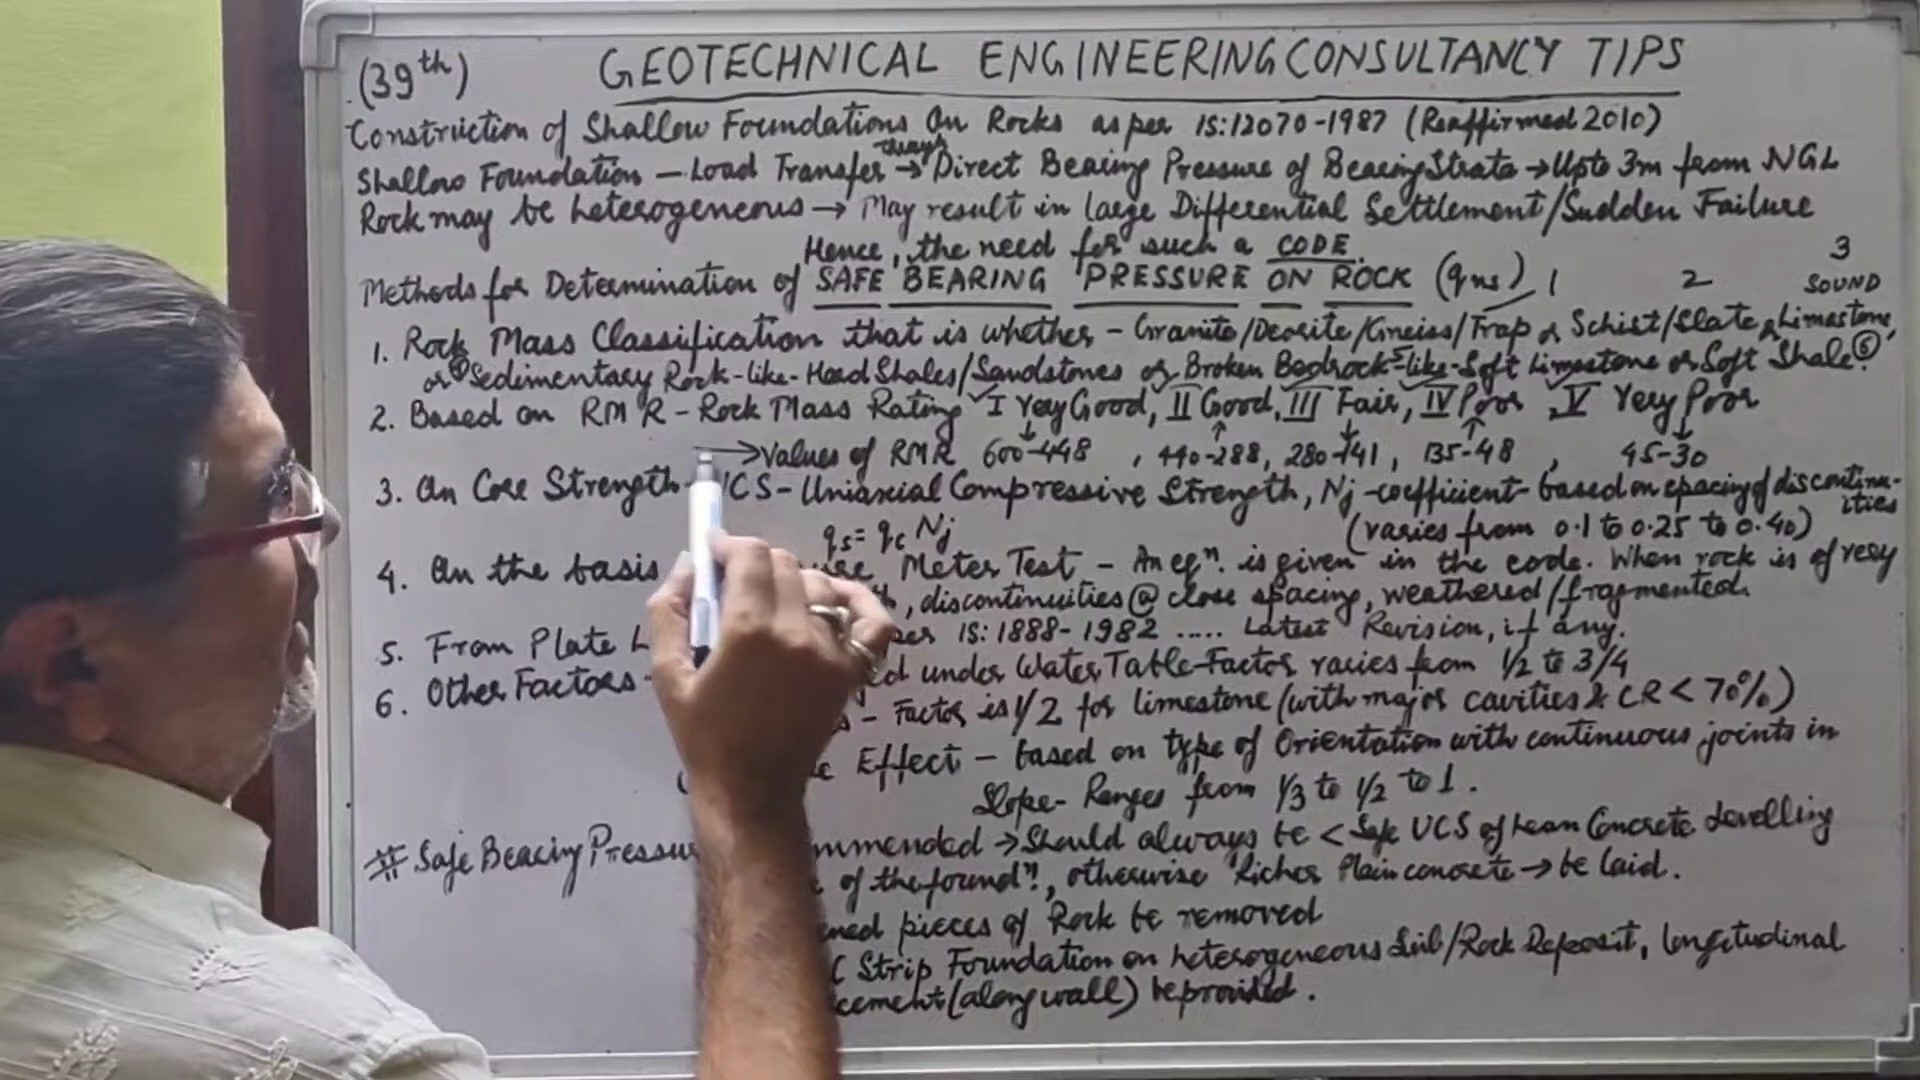 (39th) GEOTECHNICAL ENGINEERING CONSULTANCY TIPS
Construction of Shallow Foundations On Rocks as per IS:12070-1987 (Reaffirmed 2010)
through
Shallow Foundation — Load Transfer → Direct Bearing Pressure of Bearing Strata → Upto 3m from NGL
Rock may be heterogeneous → May result in large Differential Settlement/Sudden Failure
Hence, the need for such a CODE.
Methods for Determination of SAFE BEARING PRESSURE ON ROCK (qns) 1 2 3
SOUND
1. Rock Mass Classification that is whether – Granite/Deorite/Gneiss/Trap or Schist/Slate or Limestone,
or ④ Sedimentary Rock-like-Hard Shales/Sandstones or Broken Bedrock 5 -like-Soft Limestone or Soft Shale ⑥.
2. Based on RMR – Rock Mass Rating I Very Good, II Good, III Fair, IV Poor V Very Poor
→ Values of RMR 600-448, 440-288, 280-141, 135-48, 45-30
3. On Core Strength CS – Uniaxial Compressive Strength, Nj – coefficient – based on spacing of discontinu-
ities
qs = qc Nj (varies from 0.1 to 0.25 to 0.40)
4. On the basis Meter Test – An eqn. is given in the code. When rock is of very
, discontinuities @ close spacing, weathered/fragmented.
5. From Plate L per IS:1888-1982 ..... Latest Revision, if any.
6. Other Factors – ed under Water Table-Factor varies from 1/2 to 3/4
s – Factor is 1/2 for limestone (with major cavities & CR < 70%)
c Effect – based on type of Orientation with continuous joints in
Slope – Ranges from 1/3 to 1/2 to 1.
# Safe Bearing Pressu mmended → Should always be < Safe UCS of Lean Concrete Levelling
of the foundn., otherwise 'Richer Plain concrete → be laid.
ned pieces of Rock be removed
C Strip Foundation on heterogeneous Soil/Rock Deposit, longitudinal
cement (along wall) be provided.